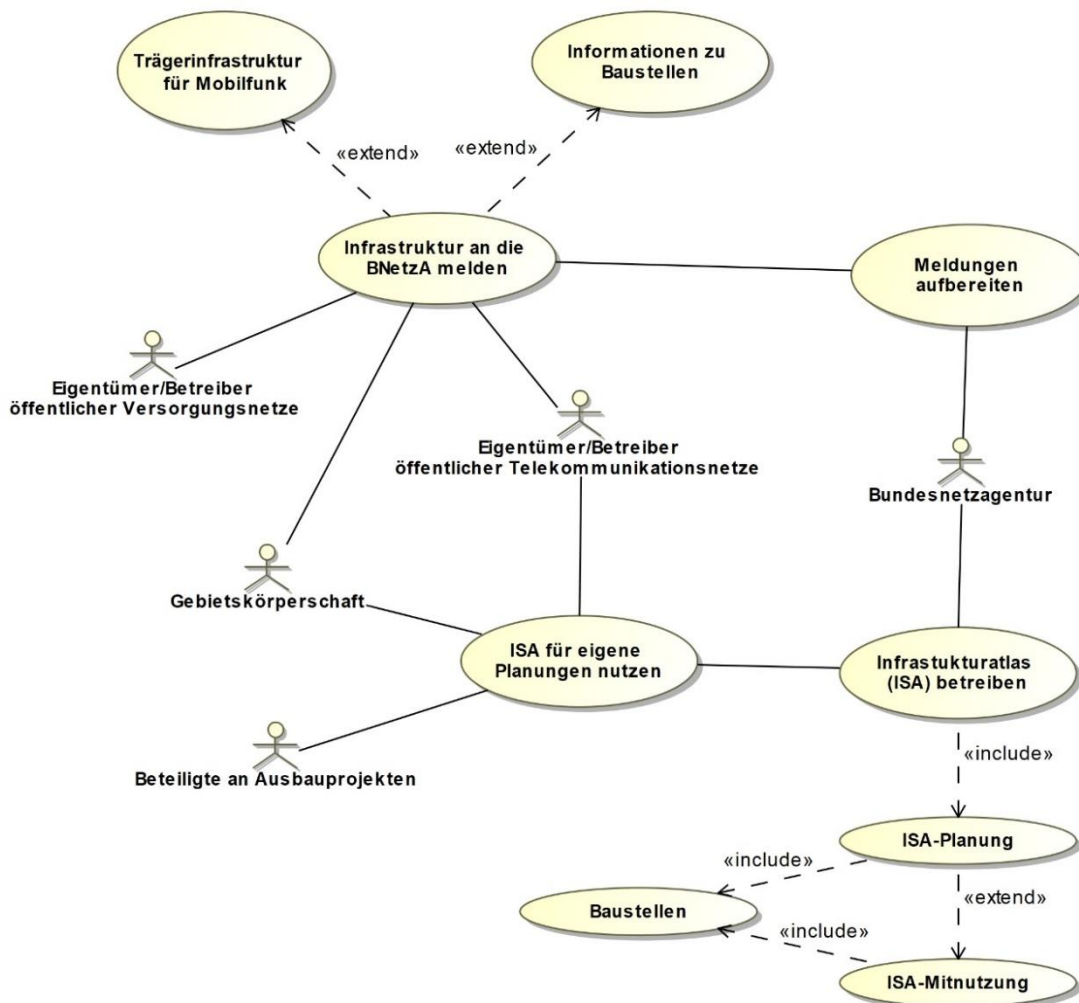 Trägerinfrastruktur
für Mobilfunk
Informationen zu
Baustellen
«extend»
«extend»
Infrastruktur an die
BNetzA melden
Meldungen
aufbereiten
Eigentümer/Betreiber
öffentlicher Versorgungsnetze
Eigentümer/Betreiber
öffentlicher Telekommunikationsnetze
Bundesnetzagentur
Gebietskörperschaft
ISA für eigene
Planungen nutzen
Infrastukturatlas
(ISA) betreiben
Beteiligte an Ausbauprojekten
«include»
ISA-Planung
«include»
«extend»
Baustellen
«include»
ISA-Mitnutzung